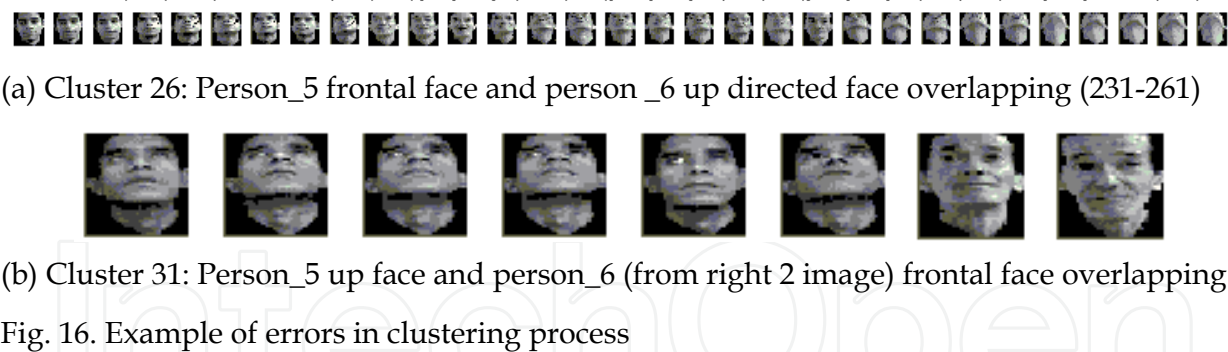 (a) Cluster 26: Person_5 frontal face and person _6 up directed face overlapping (231-261)
(b) Cluster 31: Person_5 up face and person_6 (from right 2 image) frontal face overlapping
Fig. 16. Example of errors in clustering process
IntechOpen